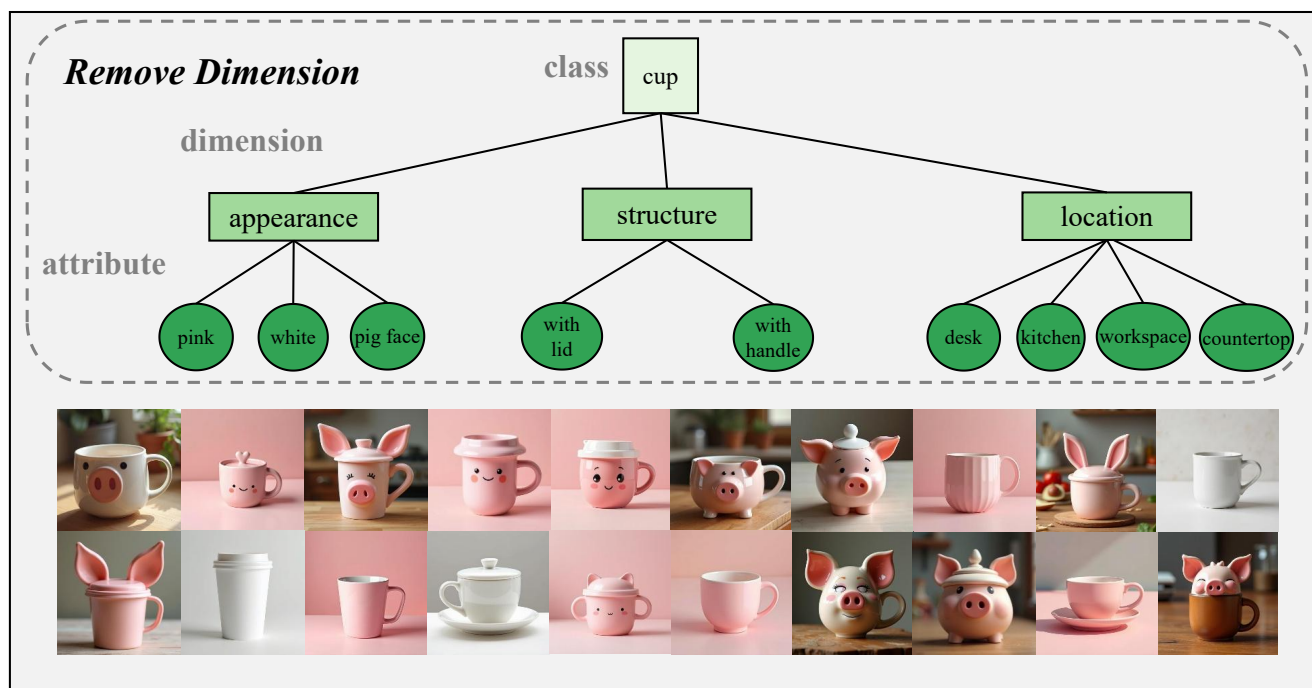 Remove Dimension
class
cup
dimension
appearance
structure
location
attribute
pink
white
pig face
with
lid
with
handle
desk
kitchen
workspace
countertop